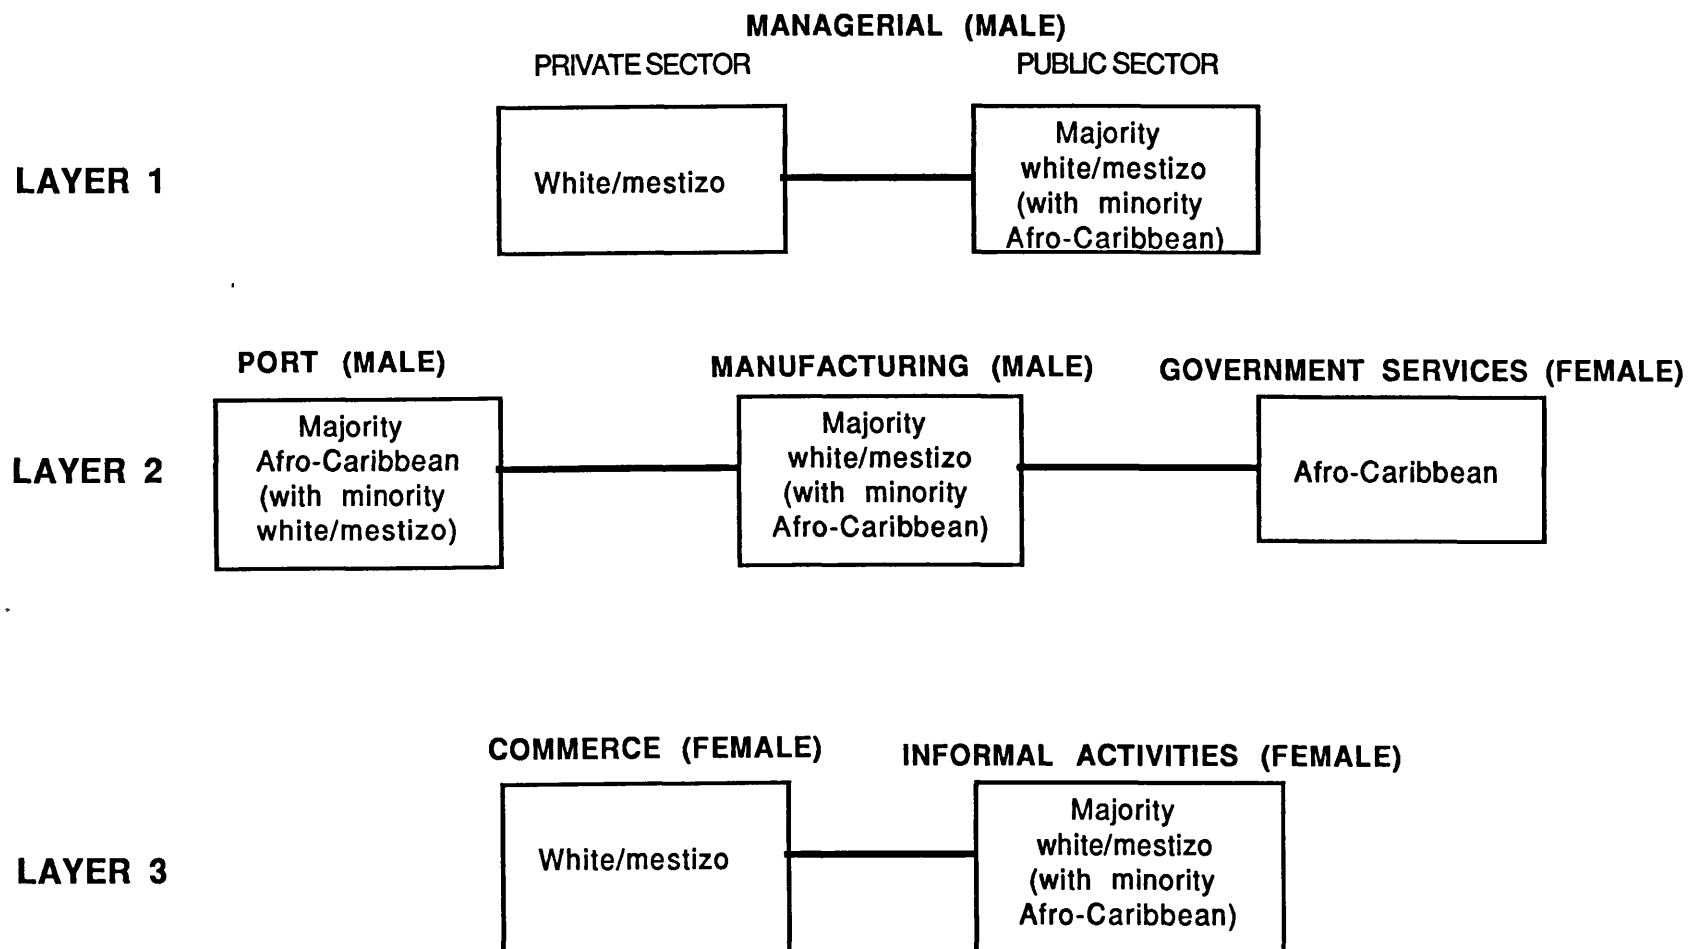 MANAGERIAL (MALE)
PRIVATE SECTOR
PUBLIC SECTOR
LAYER 1
White/mestizo
Majority
white/mestizo
(with minority
Afro-Caribbean)
PORT (MALE)
MANUFACTURING (MALE)
GOVERNMENT SERVICES (FEMALE)
LAYER 2
Majority
Afro-Caribbean
(with minority
white/mestizo)
Majority
white/mestizo
(with minority
Afro-Caribbean)
Afro-Caribbean
COMMERCE (FEMALE)
INFORMAL ACTIVITIES (FEMALE)
LAYER 3
White/mestizo
Majority
white/mestizo
(with minority
Afro-Caribbean)